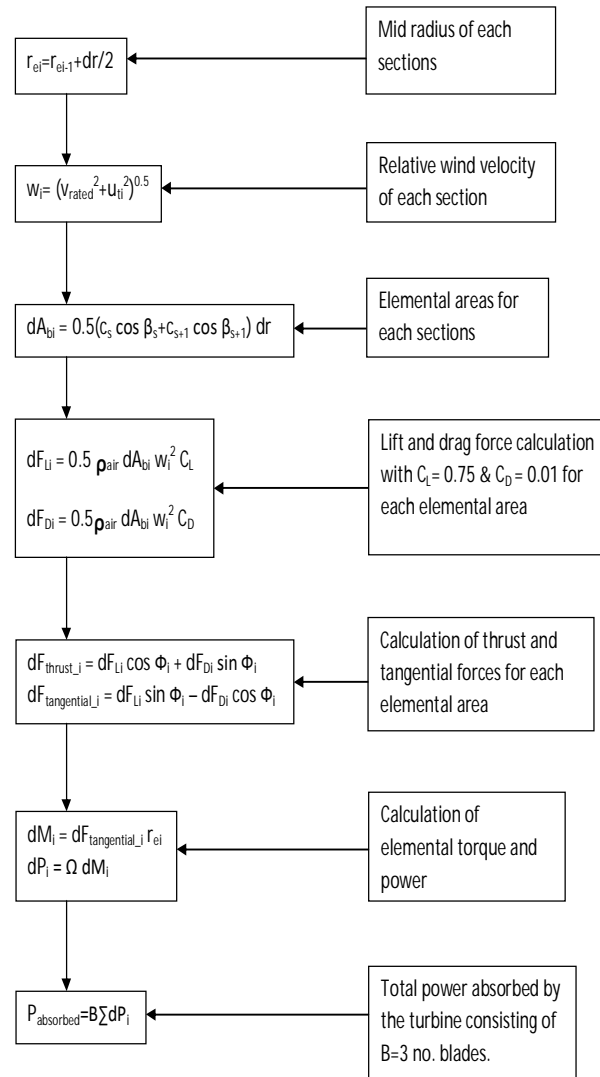 r_ei=r_ei-1+dr/2
Mid radius of each
sections
w_i= (v_rated^2+u_ti^2)^0.5
Relative wind velocity
of each section
dA_bi = 0.5(c_s cos β_s+c_s+1 cos β_s+1) dr
Elemental areas for
each sections
dF_Li = 0.5 ρ_air dA_bi w_i^2 C_L
dF_Di = 0.5ρ_air dA_bi w_i^2 C_D
Lift and drag force calculation
with C_L= 0.75 & C_D = 0.01 for
each elemental area
dF_thrust_i = dF_Li cos Φ_i + dF_Di sin Φ_i
dF_tangential_i = dF_Li sin Φ_i – dF_Di cos Φ_i
Calculation of thrust and
tangential forces for each
elemental area
dM_i = dF_tangential_i r_ei
dP_i = Ω dM_i
Calculation of
elemental torque and
power
P_absorbed=B∑dP_i
Total power absorbed by
the turbine consisting of
B=3 no. blades.